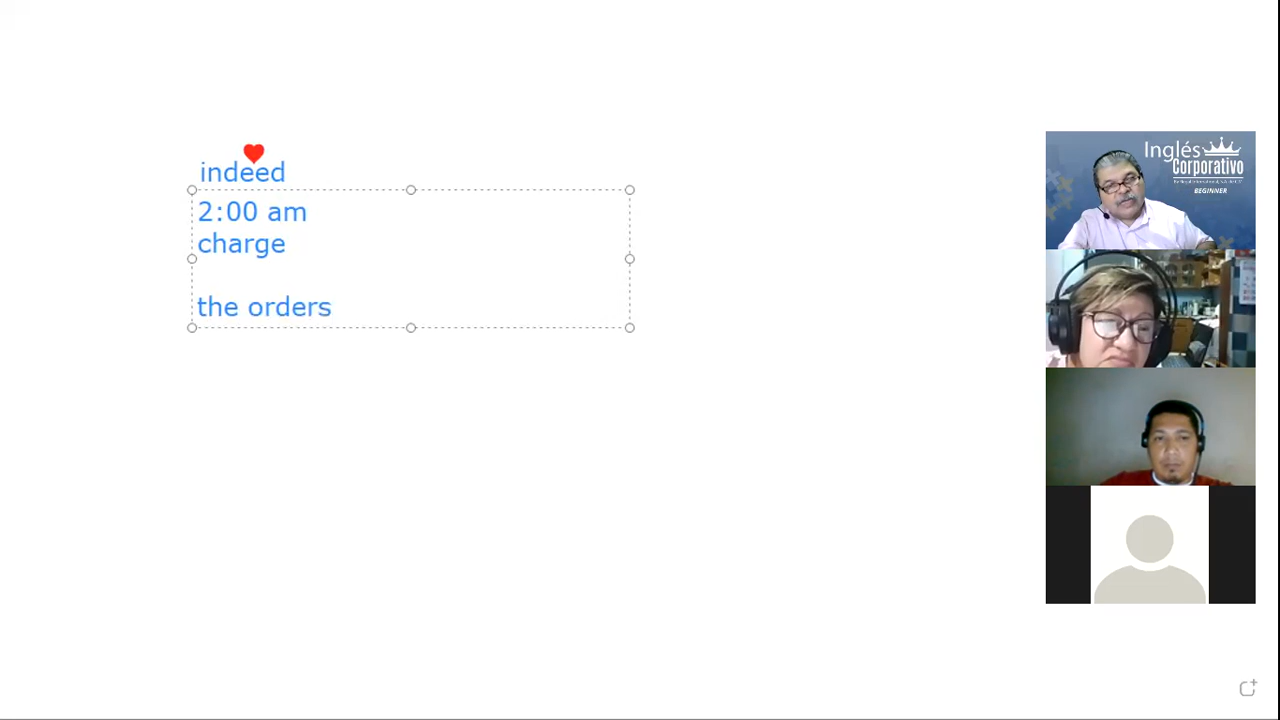 indeed
2:00 am
charge
the orders
Inglés
Corporativo
BEGINNER